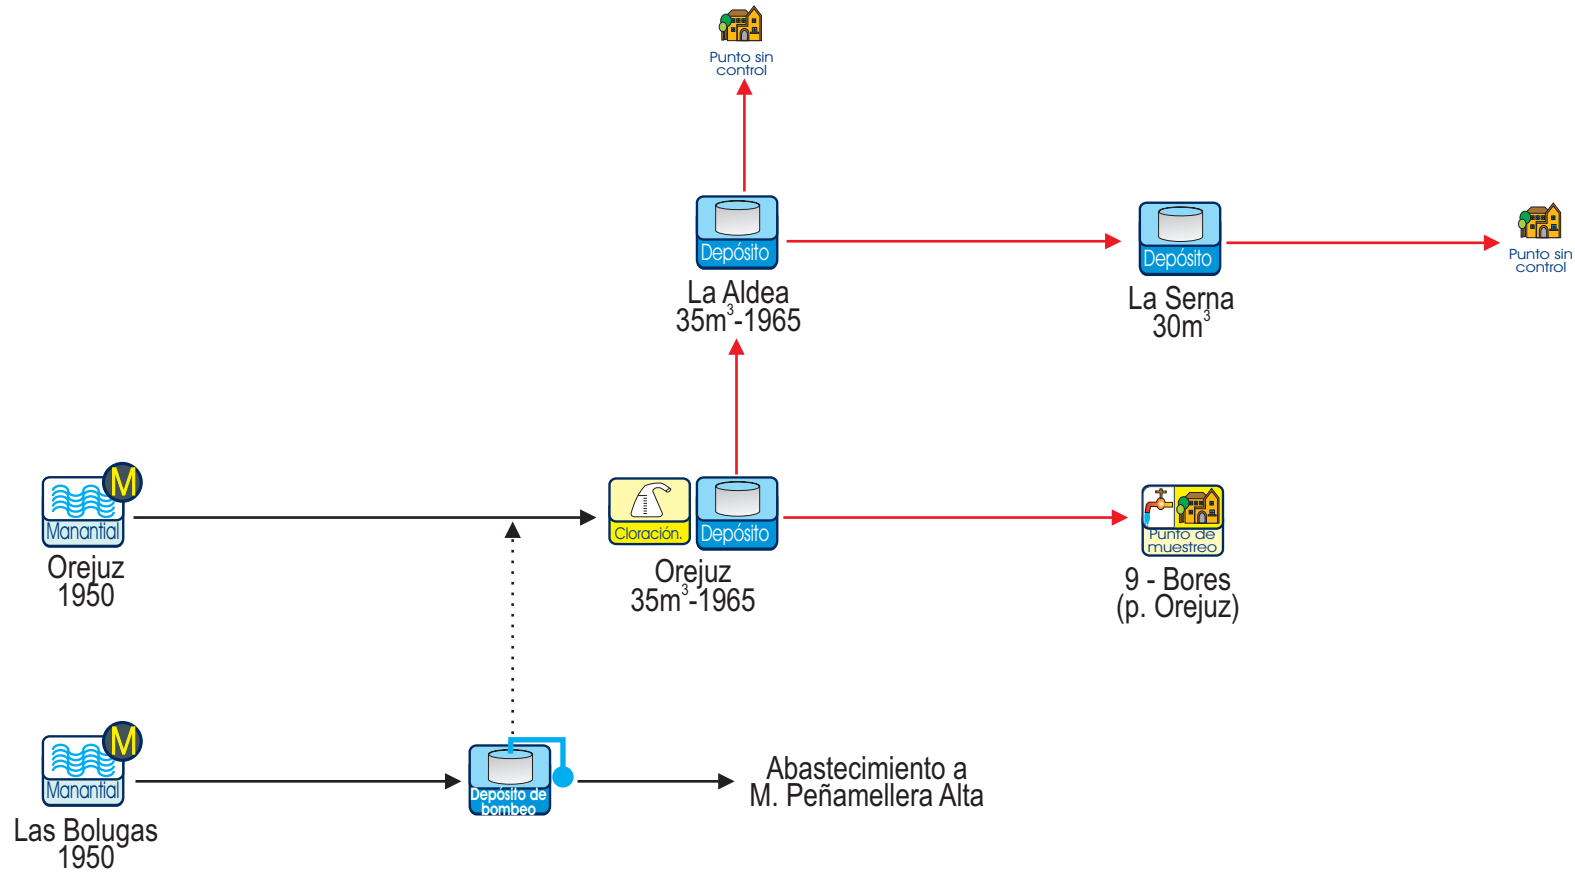 Punto sin
control
Depósito
La Aldea
35m³-1965
Depósito
La Serna
30m³
Punto sin
control
M
Manantial
Orejuz
1950
Cloración.
Depósito
Orejuz
35m³-1965
Punto de
muestreo
9 - Bores
(p. Orejuz)
M
Manantial
Las Bolugas
1950
Depósito de
bombeo
Abastecimiento a
M. Peñamellera Alta